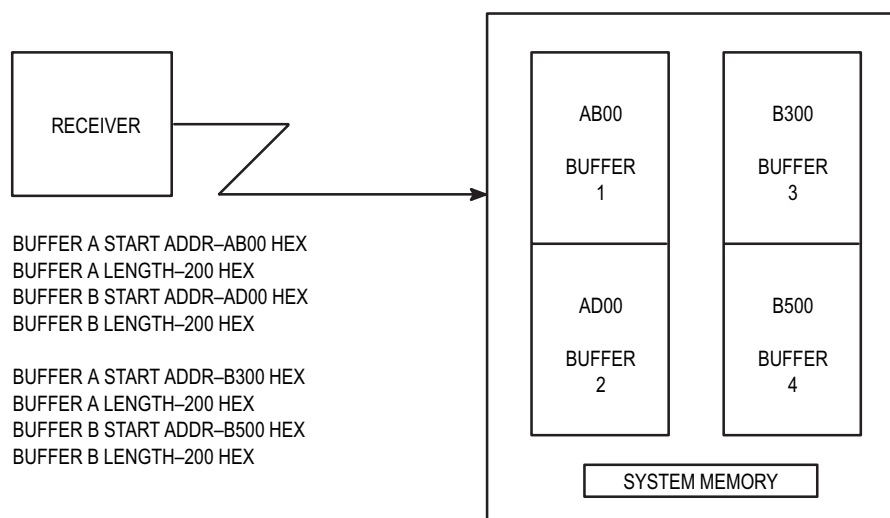 RECEIVER
BUFFER A START ADDR–AB00 HEX
BUFFER A LENGTH–200 HEX
BUFFER B START ADDR–AD00 HEX
BUFFER B LENGTH–200 HEX
BUFFER A START ADDR–B300 HEX
BUFFER A LENGTH–200 HEX
BUFFER B START ADDR–B500 HEX
BUFFER B LENGTH–200 HEX
AB00
BUFFER
1
AD00
BUFFER
2
B300
BUFFER
3
B500
BUFFER
4
SYSTEM MEMORY